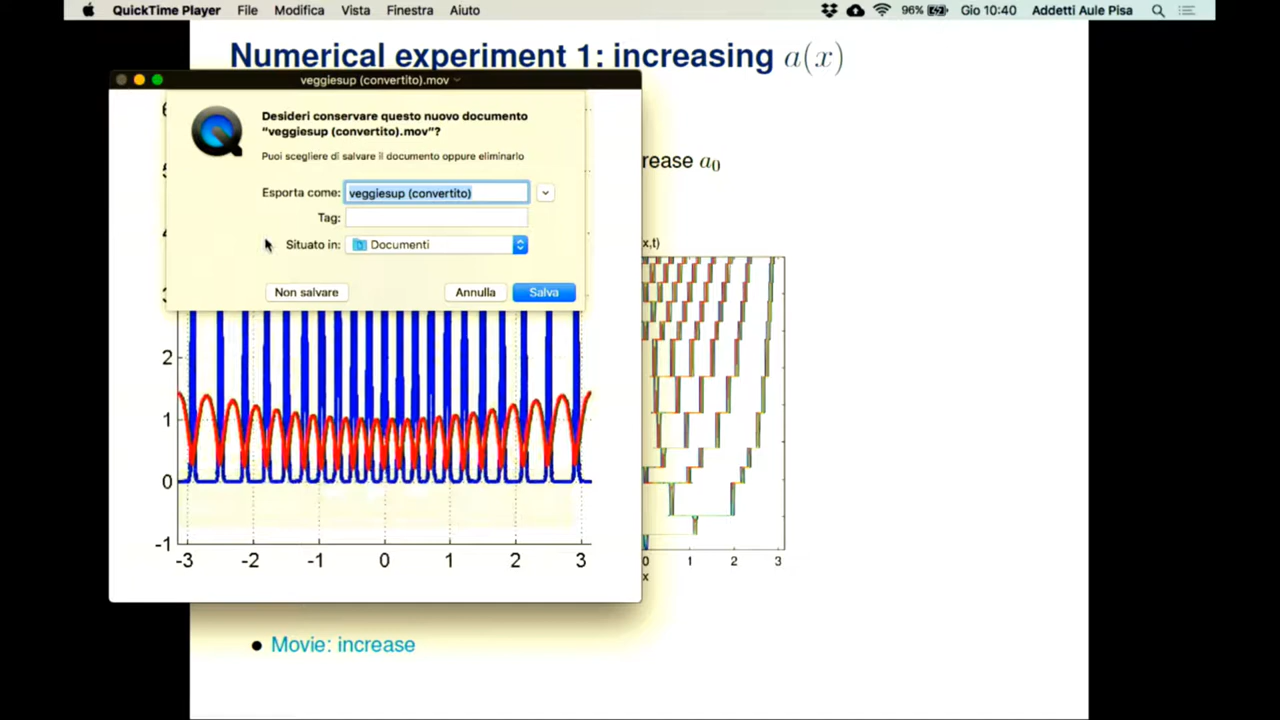 QuickTime Player File Modifica Vista Finestra Aiuto 96% Gio 10:40 Addetti Aule Pisa
Numerical experiment 1: increasing a(x)
veggiesup (convertito).mov
Desideri conservare questo nuovo documento
“veggiesup (convertito).mov”?
Puoi scegliere di salvare il documento oppure eliminarlo
rease a₀
Esporta come: veggiesup (convertito)
Tag:
Situato in: Documenti
x,t)
Non salvare Annulla Salva
2
1
0
-1
-3 -2 -1 0 1 2 3
0 1 2 3
x
• Movie: increase